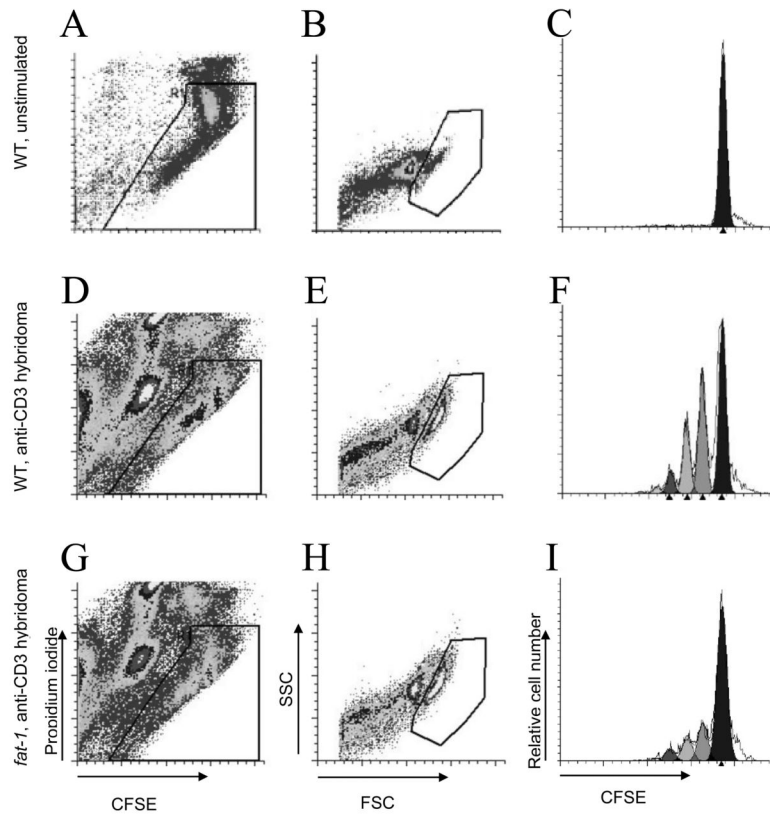 A
B
C
WT, unstimulated
R1
D
E
F
WT, anti-CD3 hybridoma
G
H
I
fat-1, anti-CD3 hybridoma
Propidium iodide
SSC
Relative cell number
CFSE
FSC
CFSE